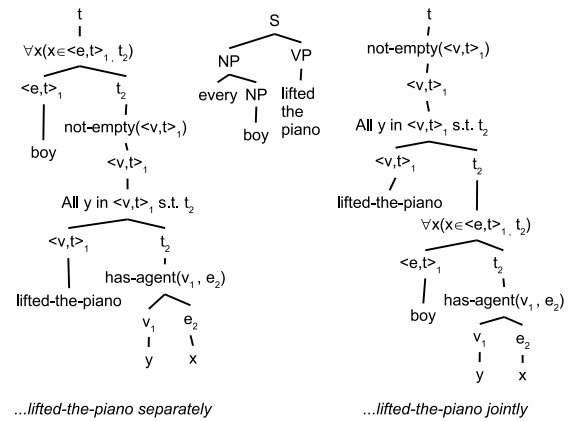 t
∀x(x∈<e,t>₁, t₂)
<e,t>₁ t₂
boy
not-empty(<v,t>₁)
<v,t>₁
All y in <v,t>₁ s.t. t₂
<v,t>₁ t₂
lifted-the-piano
has-agent(v₁, e₂)
v₁ e₂
y x
...lifted-the-piano separately
S
NP VP
every NP
boy
lifted
the
piano
t
not-empty(<v,t>₁)
<v,t>₁
All y in <v,t>₁ s.t. t₂
<v,t>₁ t₂
lifted-the-piano
∀x(x∈<e,t>₁, t₂)
<e,t>₁ t₂
boy
has-agent(v₁, e₂)
v₁ e₂
y x
...lifted-the-piano jointly